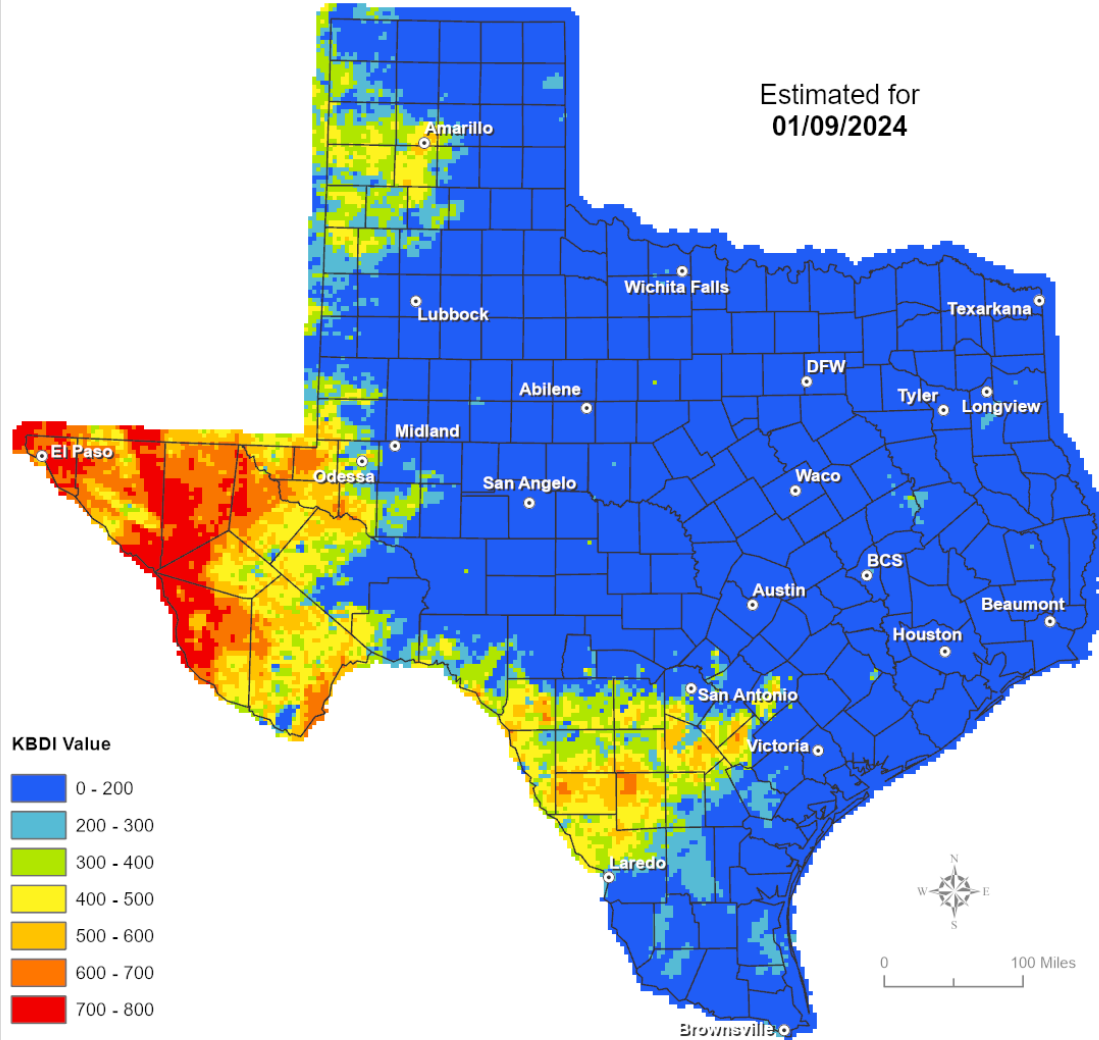 Estimated for
01/09/2024
Amarillo
Wichita Falls
Lubbock
Texarkana
DFW
Abilene
Tyler
Longview
Midland
El Paso
Odessa
San Angelo
Waco
BCS
Austin
Beaumont
Houston
San Antonio
Victoria
Laredo
Brownsville
KBDI Value
0 - 200
200 - 300
300 - 400
400 - 500
500 - 600
600 - 700
700 - 800
N
W E
S
0 100 Miles